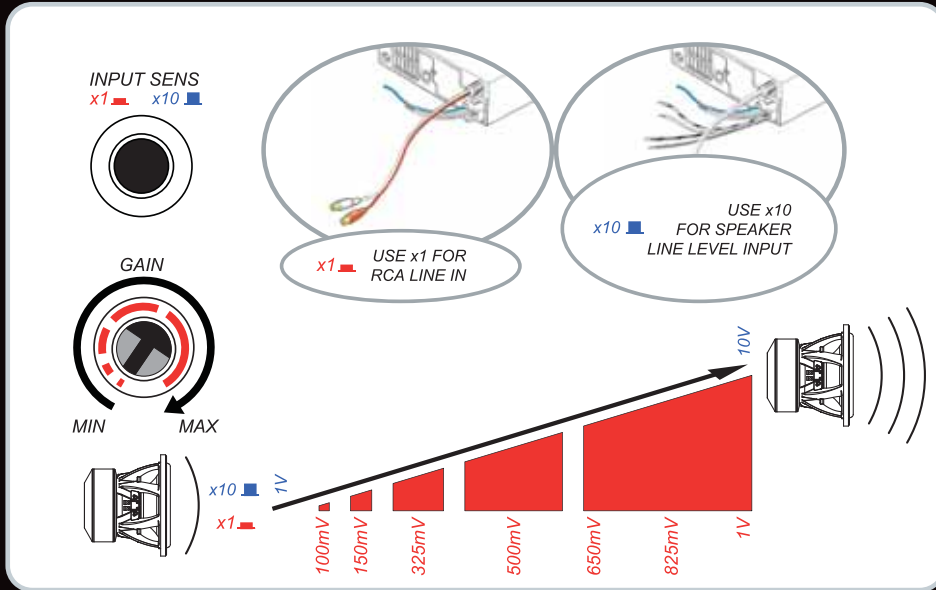 INPUT SENS
x1 x10
USE x1 FOR
x1 RCA LINE IN
USE x10
x10 FOR SPEAKER
LINE LEVEL INPUT
GAIN
MIN MAX
x10 1V 10V
x1 100mV 150mV 325mV 500mV 650mV 825mV 1V